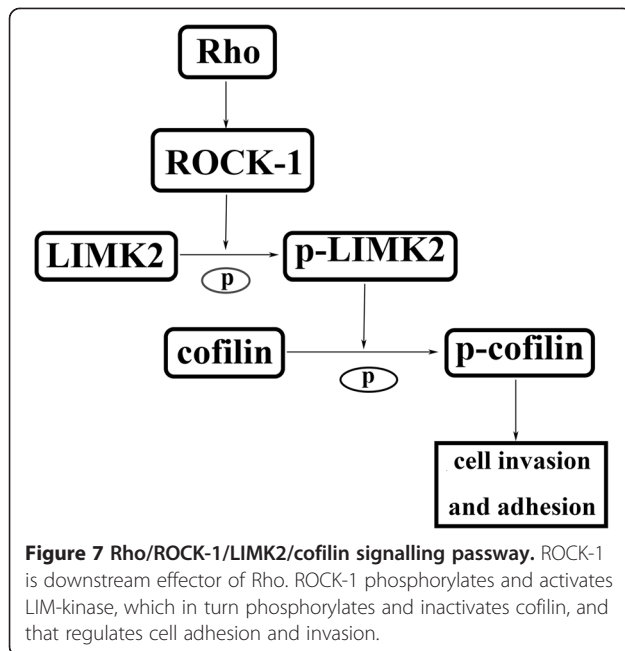 Rho
ROCK-1
LIMK2
p-LIMK2
p
cofilin
p-cofilin
p
cell invasion
and adhesion
Figure 7 Rho/ROCK-1/LIMK2/cofilin signalling passway. ROCK-1
is downstream effector of Rho. ROCK-1 phosphorylates and activates
LIM-kinase, which in turn phosphorylates and inactivates cofilin, and
that regulates cell adhesion and invasion.